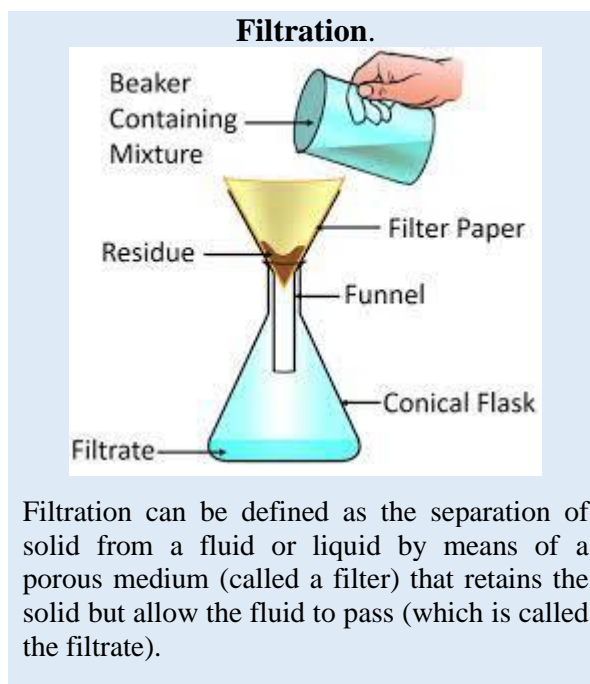 Filtration.
Beaker
Containing
Mixture
Filter Paper
Residue
Funnel
Conical Flask
Filtrate
Filtration can be defined as the separation of
solid from a fluid or liquid by means of a
porous medium (called a filter) that retains the
solid but allow the fluid to pass (which is called
the filtrate).